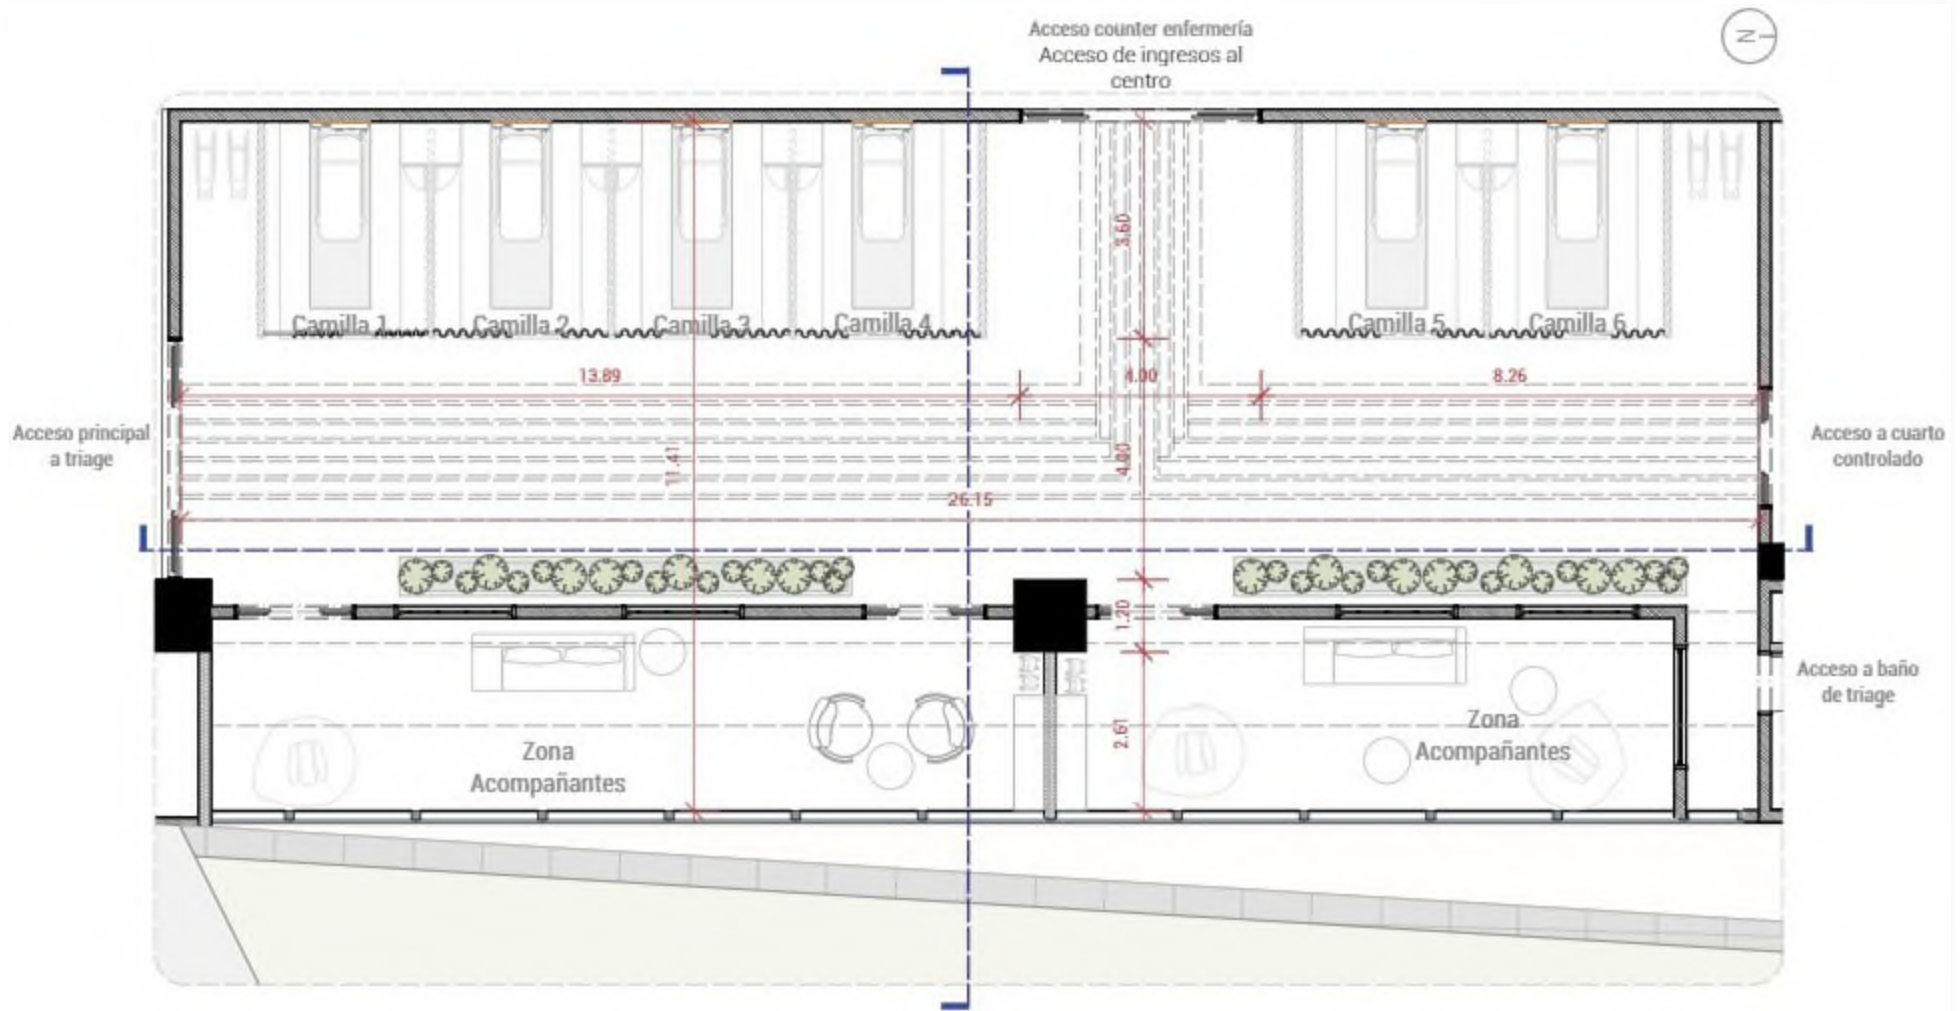 Acceso counter enfermería
Acceso de ingresos al
centro
N
3.60
Camilla 1
Camilla 2
Camilla 3
Camilla 4
Camilla 5
Camilla 6
13.89
4.00
8.26
Acceso principal
a triage
11.41
4.00
Acceso a cuarto
controlado
26.15
1.20
Acceso a baño
de triage
2.61
Zona
Acompañantes
Zona
Acompañantes